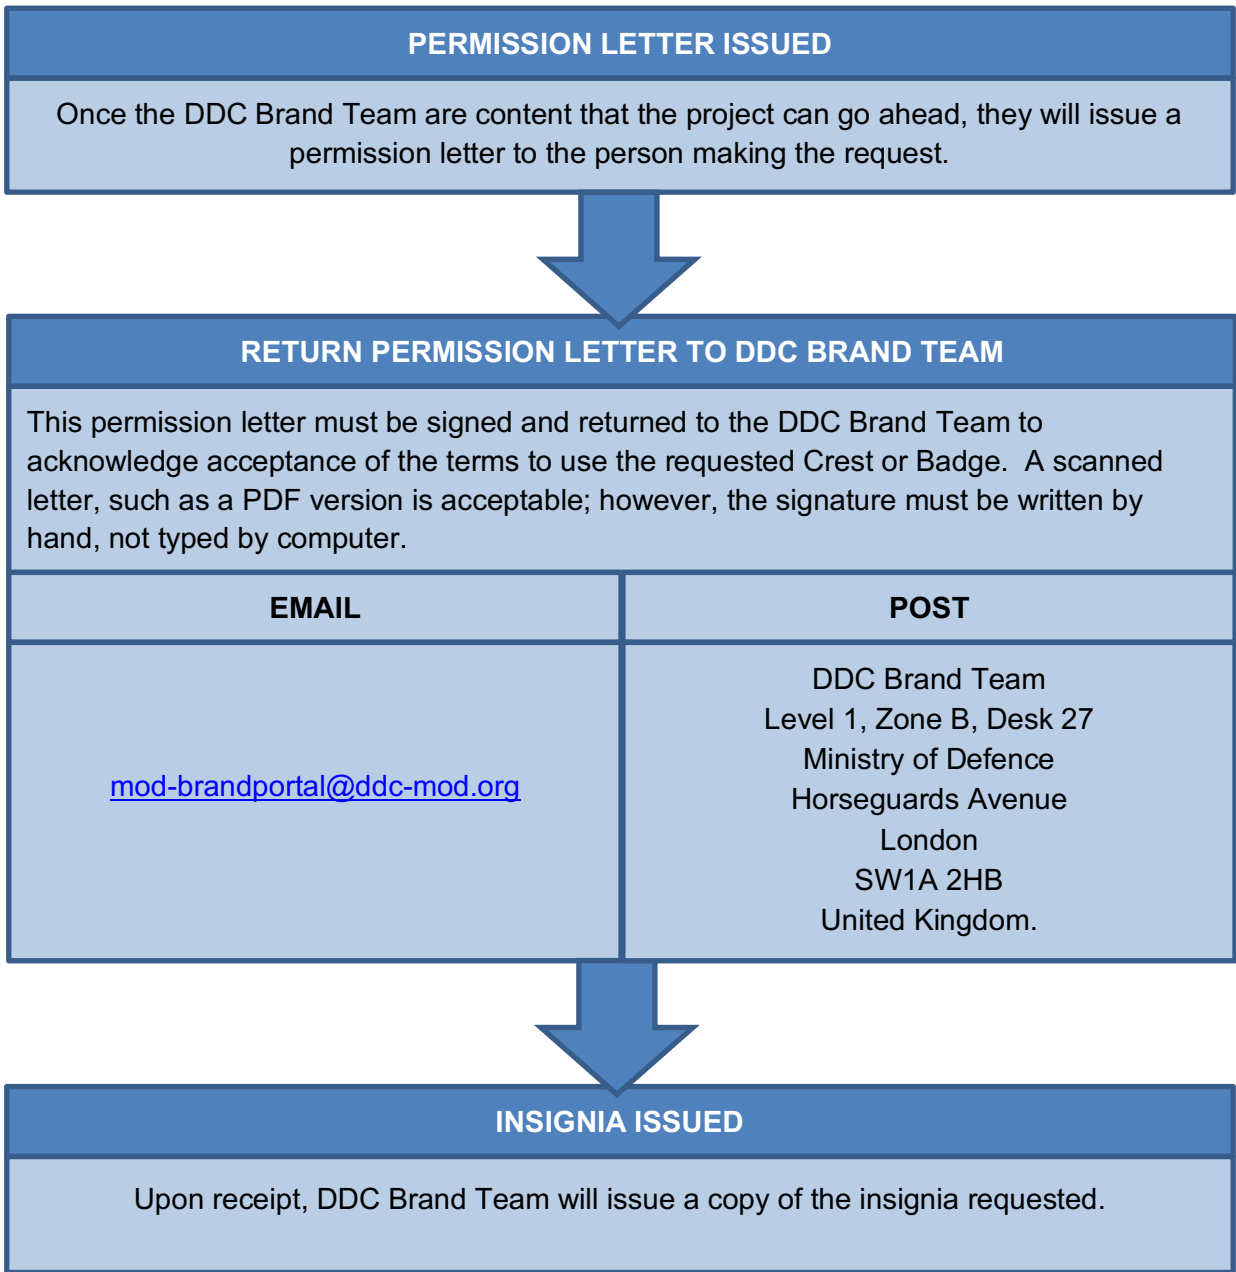 PERMISSION LETTER ISSUED
Once the DDC Brand Team are content that the project can go ahead, they will issue a
permission letter to the person making the request.
RETURN PERMISSION LETTER TO DDC BRAND TEAM
This permission letter must be signed and returned to the DDC Brand Team to
acknowledge acceptance of the terms to use the requested Crest or Badge.  A scanned
letter, such as a PDF version is acceptable; however, the signature must be written by
hand, not typed by computer.
EMAIL
mod-brandportal@ddc-mod.org
POST
DDC Brand Team
Level 1, Zone B, Desk 27
Ministry of Defence
Horseguards Avenue
London
SW1A 2HB
United Kingdom.
INSIGNIA ISSUED
Upon receipt, DDC Brand Team will issue a copy of the insignia requested.